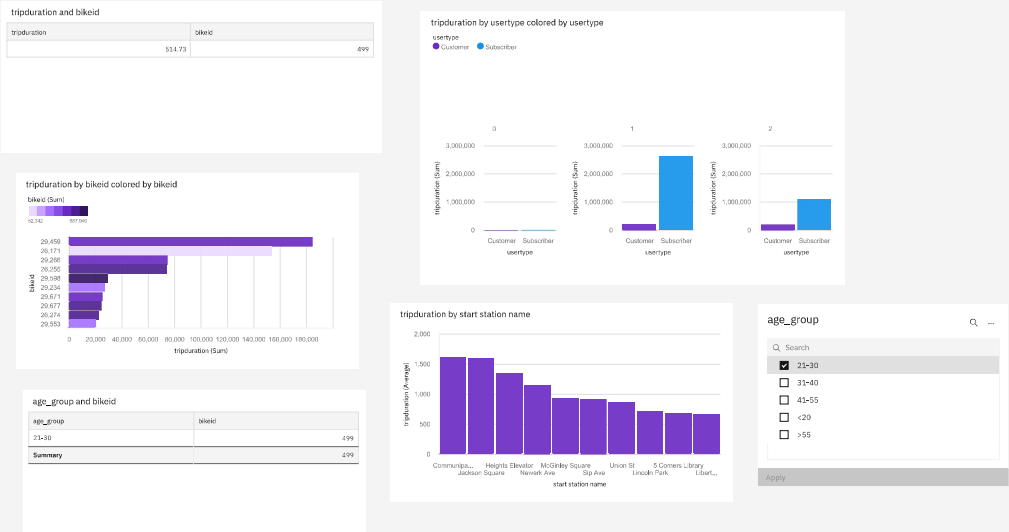 tripduration and bikeid
tripduration bikeid
514.73 499
tripduration by bikeid colored by bikeid
bikeid (Sum)
29,459
26,171
29,266
26,255
29,598
29,234
29,671
29,677
26,274
29,553
bikeid
0 20,000 40,000 60,000 80,000 100,000 120,000 140,000 160,000 180,000
tripduration (Sum)
age_group and bikeid
age_group bikeid
21-30 499
Summary 499
tripduration by usertype colored by usertype
usertype
Customer Subscriber
0 1 2
3,000,000 3,000,000 3,000,000
2,000,000 2,000,000 2,000,000
1,000,000 1,000,000 1,000,000
0 0 0
tripduration (Sum) tripduration (Sum) tripduration (Sum)
Customer Subscriber Customer Subscriber Customer Subscriber
usertype usertype usertype
tripduration by start station name
2,000
1,500
1,000
500
0
tripduration (Average)
Communipa... Heights Elevator McGinley Square Union St 5 Corners Library
Jackson Square Newark Ave Sip Ave Lincoln Park Libert...
start station name
age_group ...
Search
21-30
31-40
41-55
<20
>55
Apply